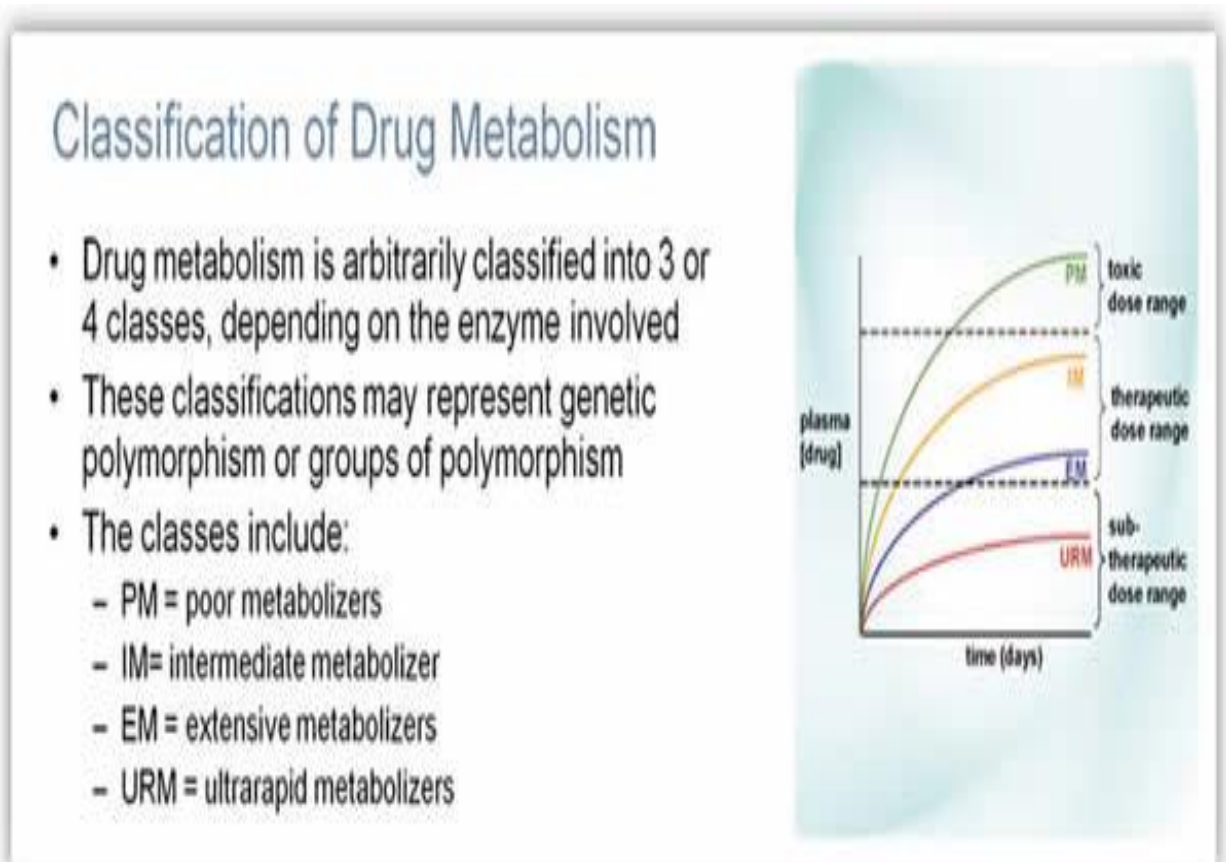 Classification of Drug Metabolism
• Drug metabolism is arbitrarily classified into 3 or
4 classes, depending on the enzyme involved
• These classifications may represent genetic
polymorphism or groups of polymorphism
• The classes include:
– PM = poor metabolizers
– IM= intermediate metabolizer
– EM = extensive metabolizers
– URM = ultrarapid metabolizers
plasma
[drug]
PM
IM
EM
URM
toxic
dose range
therapeutic
dose range
sub-
therapeutic
dose range
time (days)